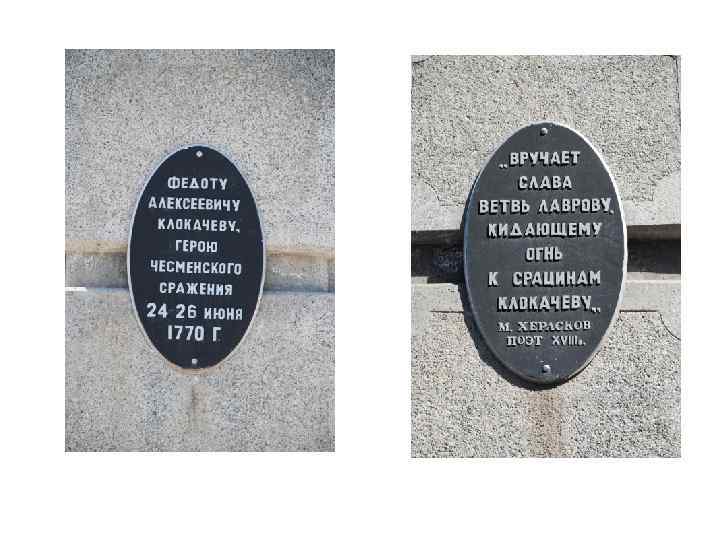 ФЕДОТУ
АЛЕКСЕЕВИЧУ
КЛОКАЧЕВУ,
ГЕРОЮ
ЧЕСМЕНСКОГО
СРАЖЕНИЯ
24-26 ИЮНЯ
1770 Г.
„ВРУЧАЕТ
СЛАВА
ВЕТВЬ ЛАВРОВУ,
КИДАЮЩЕМУ
ОГНЬ
К СРАЦИНАМ
КЛОКАЧЕВУ„
М. ХЕРАСКОВ
ПОЭТ XVIII в.